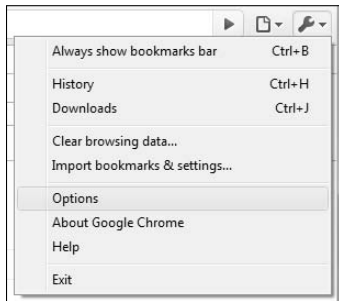 Always show bookmarks bar Ctrl+B
History Ctrl+H
Downloads Ctrl+J
Clear browsing data...
Import bookmarks & settings...
Options
About Google Chrome
Help
Exit